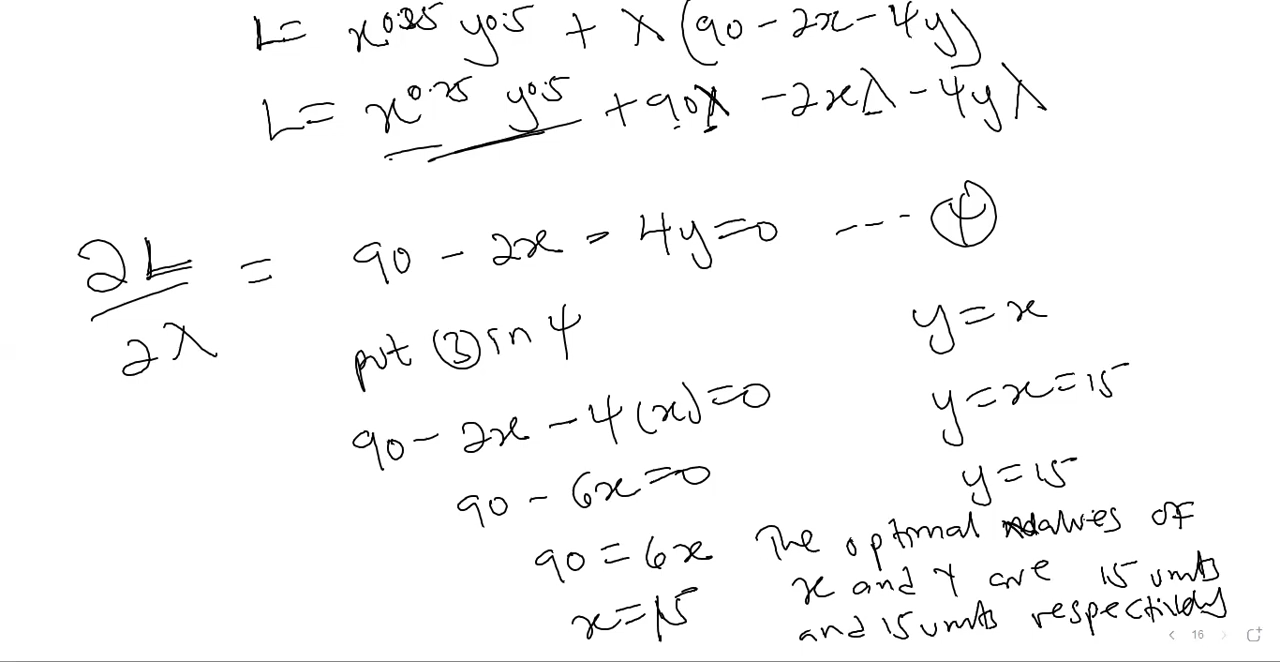 L= x^0.25 y^0.5 + λ(90 - 2x - 4y)
L= x^0.25 y^0.5 + 90λ - 2xλ - 4yλ
∂L/∂λ = 90 - 2x - 4y=0 --- ④
put ③ in 4
90 - 2x - 4(x)=0
90 - 6x=0
90 = 6x
x=15
y=x
y=x=15
y=15
The optimal values of
x and y are 15 units
and 15 units respectively
16